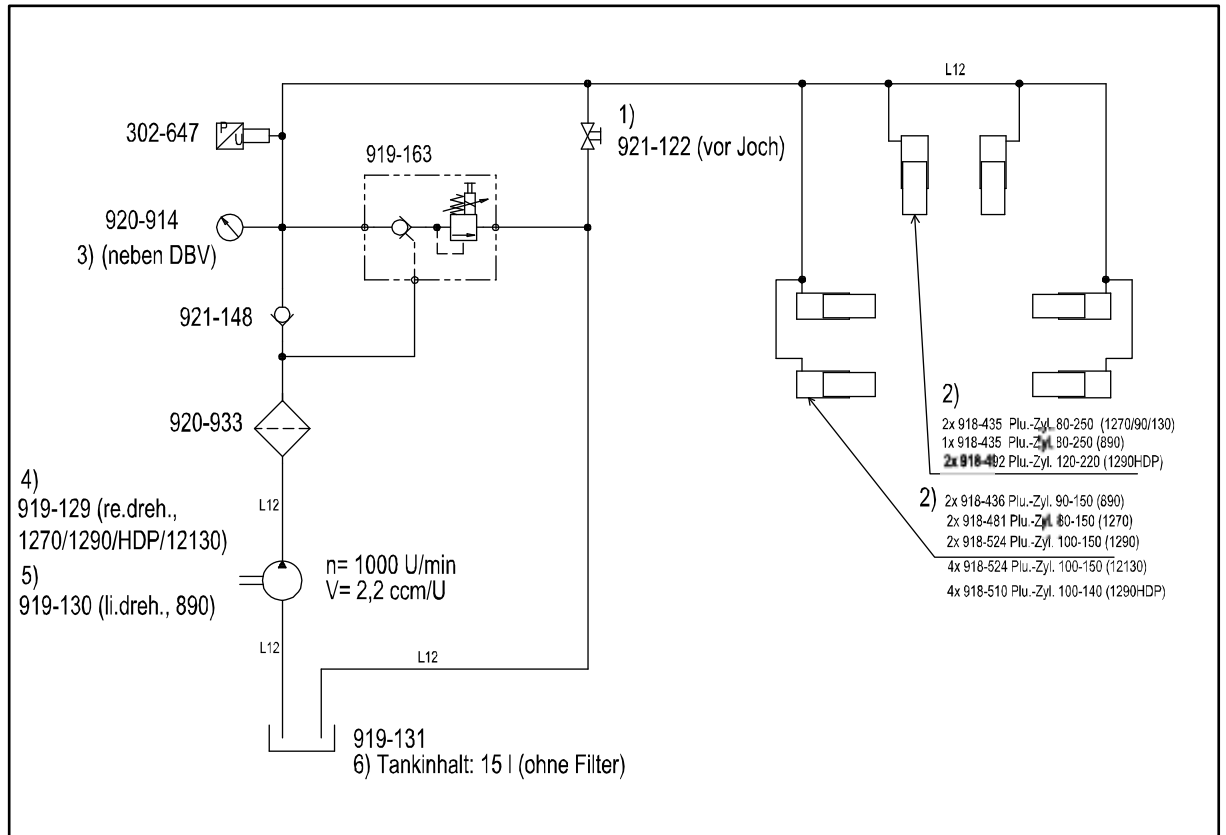 L12
1)
921-122 (vor Joch)
302-647
P
U
919-163
920-914
3) (neben DBV)
921-148
920-933
4)
919-129 (re.dreh.,
1270/1290/HDP/12130)
5)
919-130 (li.dreh., 890)
L12
n= 1000 U/min
V= 2,2 ccm/U
L12
L12
919-131
6) Tankinhalt: 15 l (ohne Filter)
2)
2x 918-435 Plu.-Zyl. 80-250 (1270/90/130)
1x 918-435 Plu.-Zyl. 80-250 (890)
2x 918-492 Plu.-Zyl. 120-220 (1290HDP)
2)
2x 918-436 Plu.-Zyl. 90-150 (890)
2x 918-481 Plu.-Zyl. 80-150 (1270)
2x 918-524 Plu.-Zyl. 100-150 (1290)
4x 918-524 Plu.-Zyl. 100-150 (12130)
4x 918-510 Plu.-Zyl. 100-140 (1290HDP)